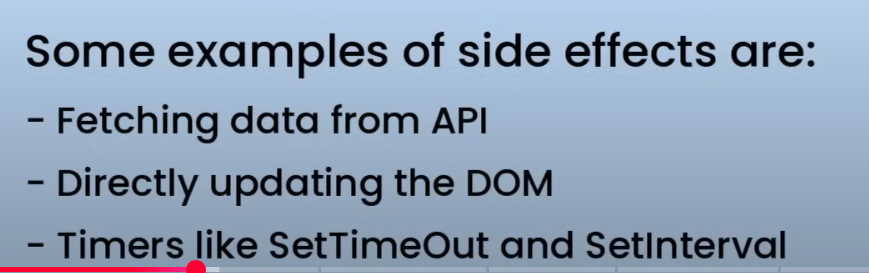 Some examples of side effects are:
- Fetching data from API
- Directly updating the DOM
- Timers like SetTimeOut and SetInterval